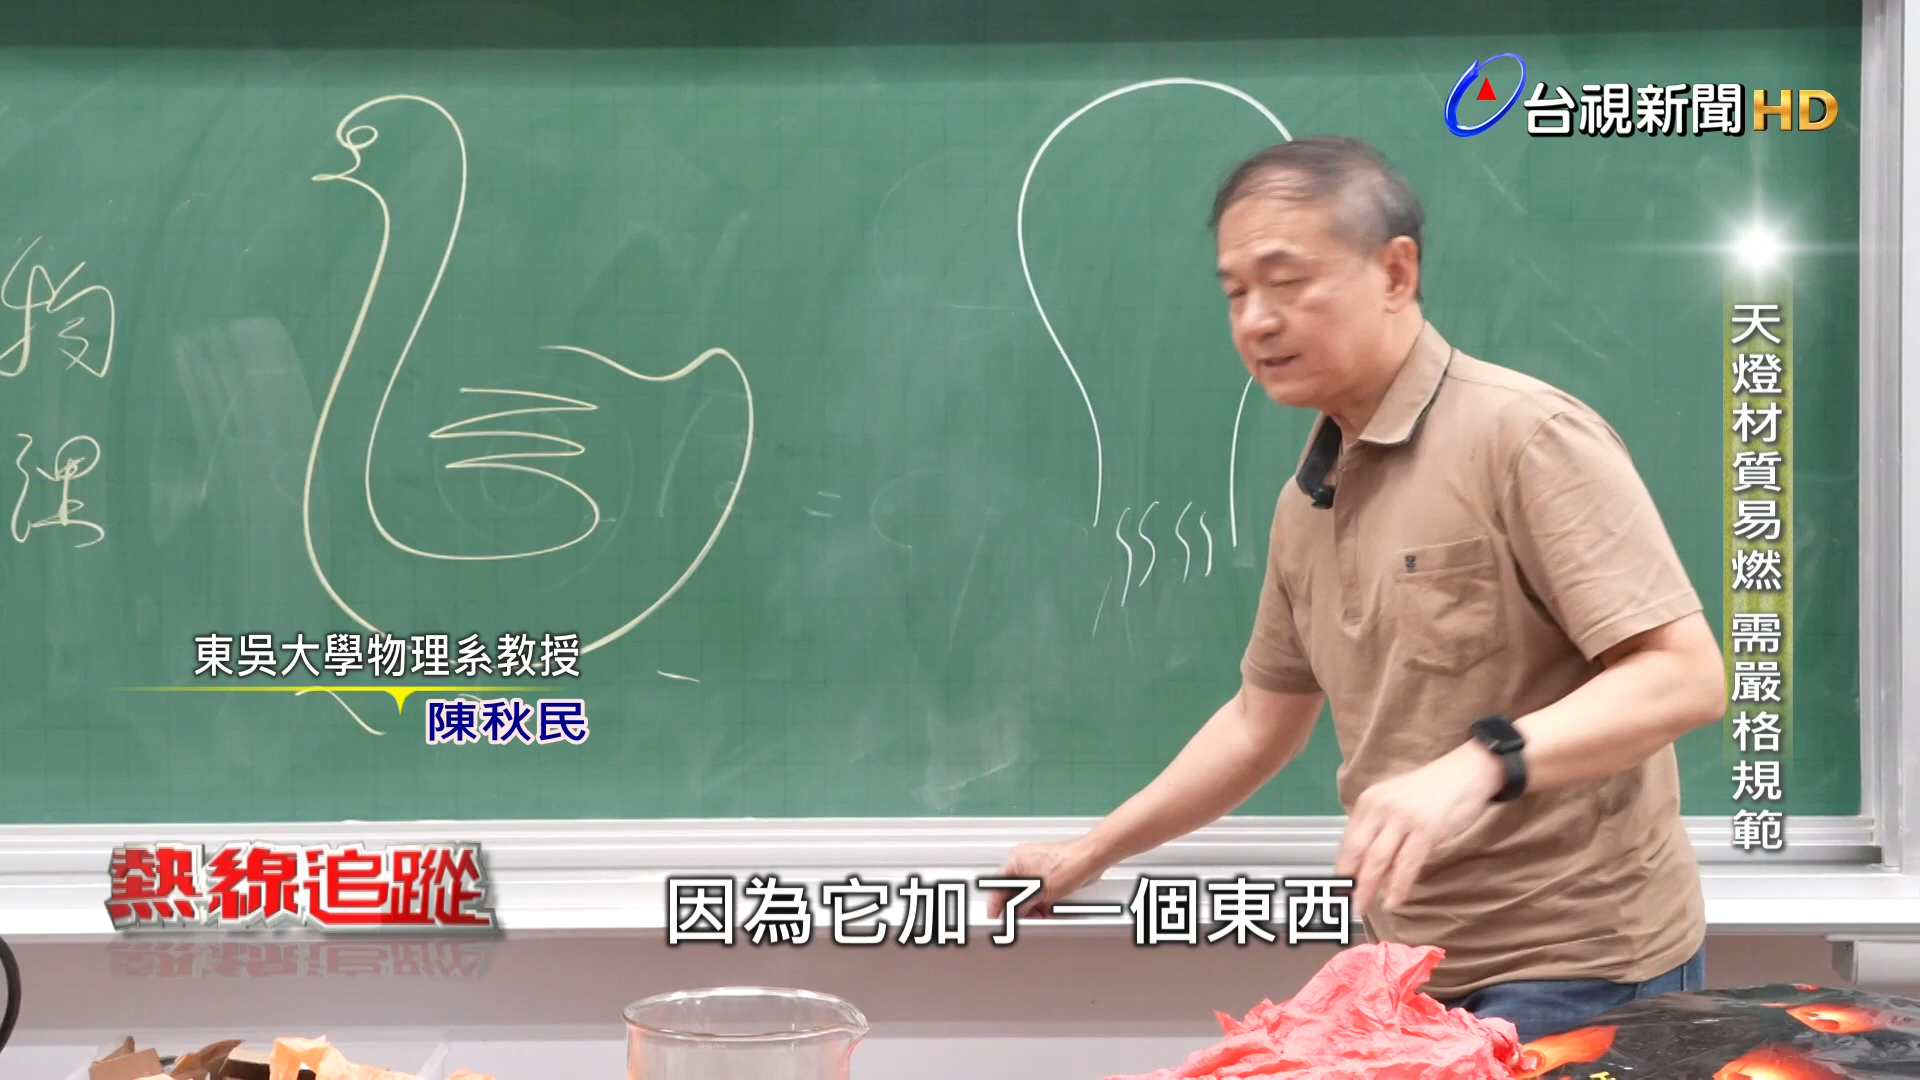 台視新聞HD
天燈材質易燃 需嚴格規範
物理
東吳大學物理系教授
陳秋民
熱線追蹤
因為它加了一個東西